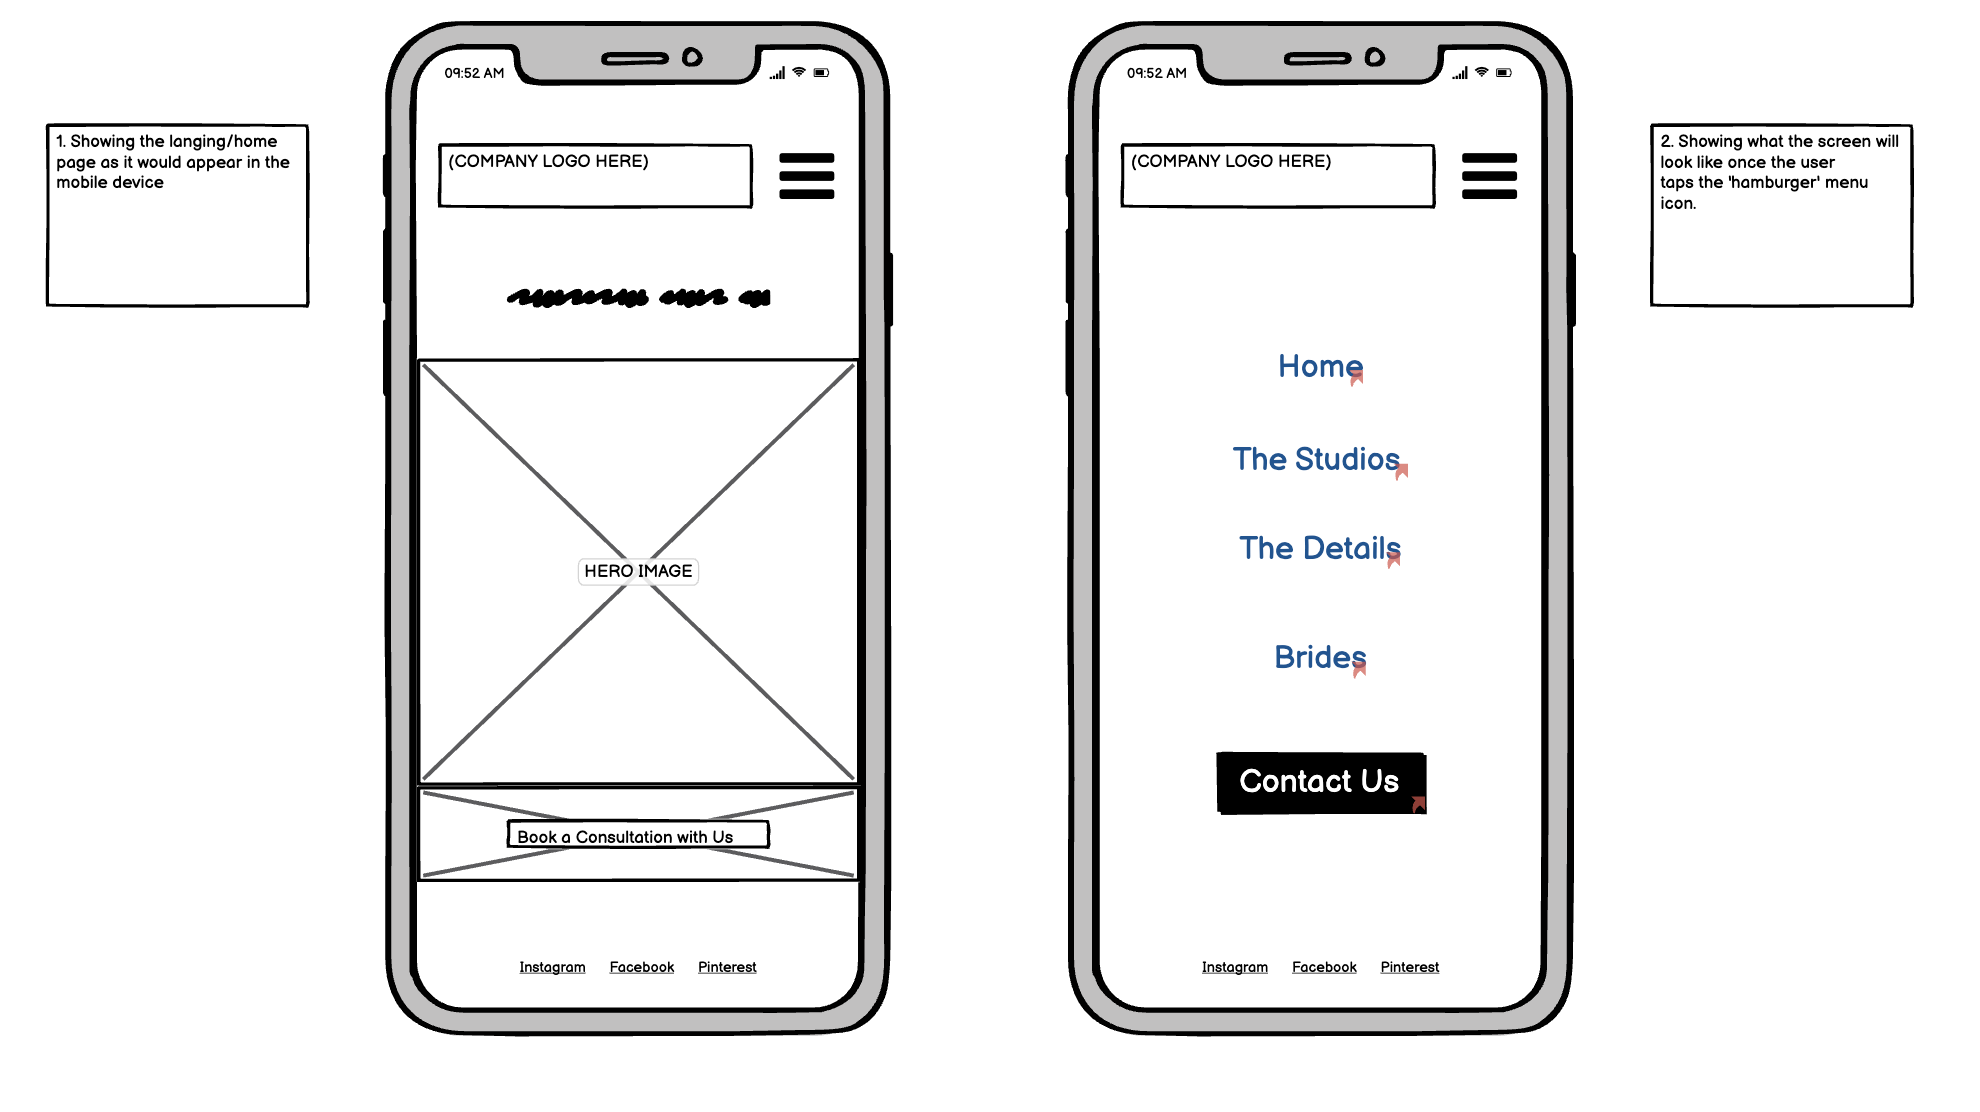 1. Showing the langing/home
page as it would appear in the
mobile device
09:52 AM
(COMPANY LOGO HERE)
HERO IMAGE
Book a Consultation with Us
Instagram Facebook Pinterest
09:52 AM
(COMPANY LOGO HERE)
Home
The Studios
The Details
Brides
Contact Us
Instagram Facebook Pinterest
2. Showing what the screen will
look like once the user
taps the 'hamburger' menu
icon.